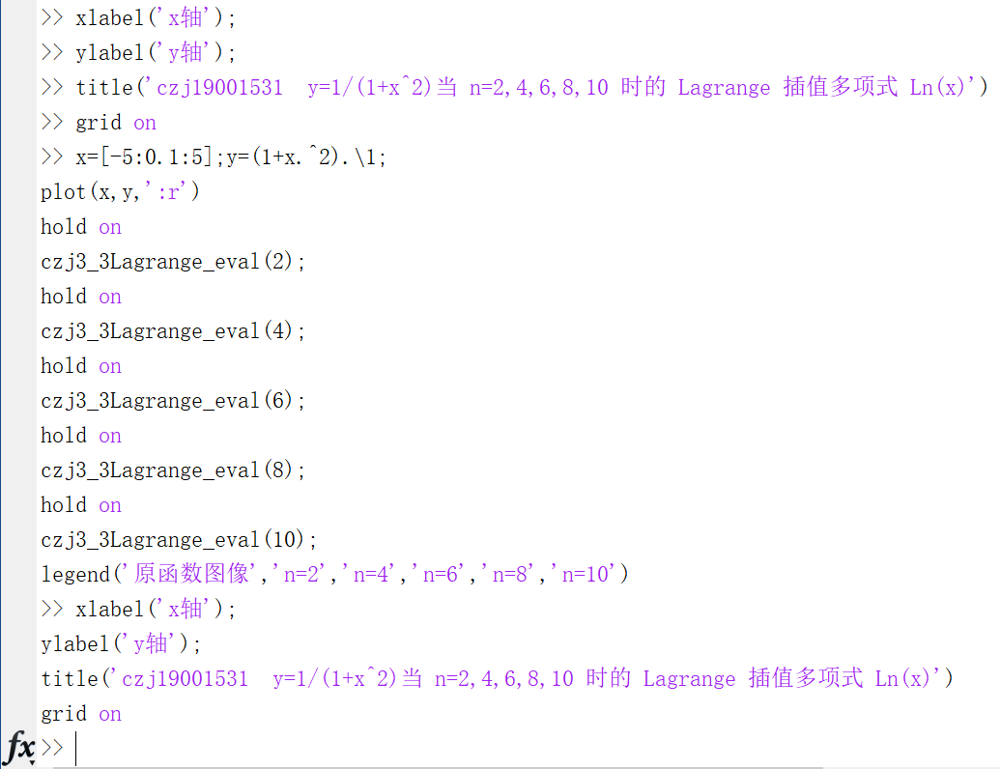 >> xlabel('x轴');
>> ylabel('y轴');
>> title('czj19001531  y=1/(1+x^2)当 n=2,4,6,8,10 时的 Lagrange 插值多项式 Ln(x)')
>> grid on
>> x=[-5:0.1:5];y=(1+x.^2).\1;
plot(x,y,':r')
hold on
czj3_3Lagrange_eval(2);
hold on
czj3_3Lagrange_eval(4);
hold on
czj3_3Lagrange_eval(6);
hold on
czj3_3Lagrange_eval(8);
hold on
czj3_3Lagrange_eval(10);
legend('原函数图像','n=2','n=4','n=6','n=8','n=10')
>> xlabel('x轴');
ylabel('y轴');
title('czj19001531  y=1/(1+x^2)当 n=2,4,6,8,10 时的 Lagrange 插值多项式 Ln(x)')
grid on
fx >>